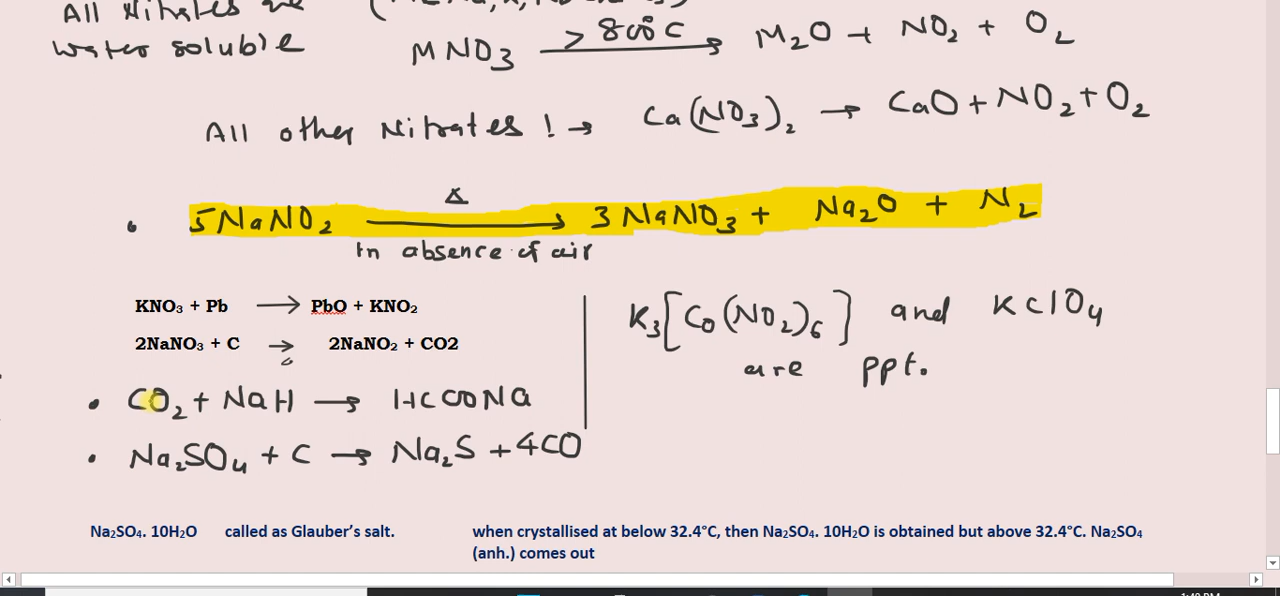 All Nitrates are
water soluble
MNO₃ > 800°C → M₂O + NO₂ + O₂
All other Nitrates ! → Ca(NO₃)₂ → CaO + NO₂ + O₂
• 5NaNO₂ Δ → 3NaNO₃ + Na₂O + N₂
In absence of air
KNO₃ + Pb → PbO + KNO₂
2NaNO₃ + C → 2NaNO₂ + CO2
K₃[Co(NO₂)₆] and KClO₄
are ppt.
• CO₂ + NaH → HCOONa
• Na₂SO₄ + C → Na₂S + 4CO
Na₂SO₄. 10H₂O called as Glauber's salt. when crystallised at below 32.4°C, then Na₂SO₄. 10H₂O is obtained but above 32.4°C. Na₂SO₄
(anh.) comes out